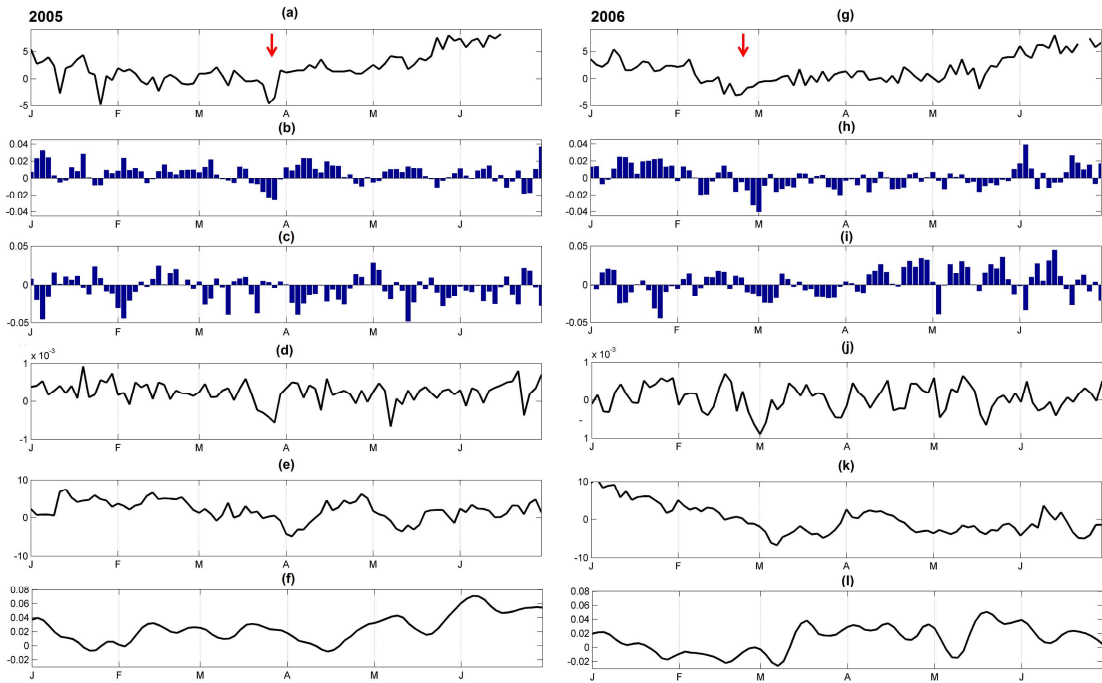 2005
(a)
5
0
-5
J F M A M J
(b)
0.04
0.02
0
-0.02
-0.04
J F M A M J
(c)
0.05
0
-0.05
J F M A M J
(d)
x 10⁻³
1
0
-1
J F M A M J
(e)
10
0
-10
J F M A M J
(f)
0.08
0.06
0.04
0.02
0
-0.02
J F M A M J
2006
(g)
5
0
-5
J F M A M J
(h)
0.04
0.02
0
-0.02
-0.04
J F M A M J
(i)
0.05
0
-0.05
J F M A M J
(j)
x 10⁻³
1
0
-
1
J F M A M J
(k)
10
0
-10
J F M A M J
(l)
0.08
0.06
0.04
0.02
0
-0.02
J F M A M J